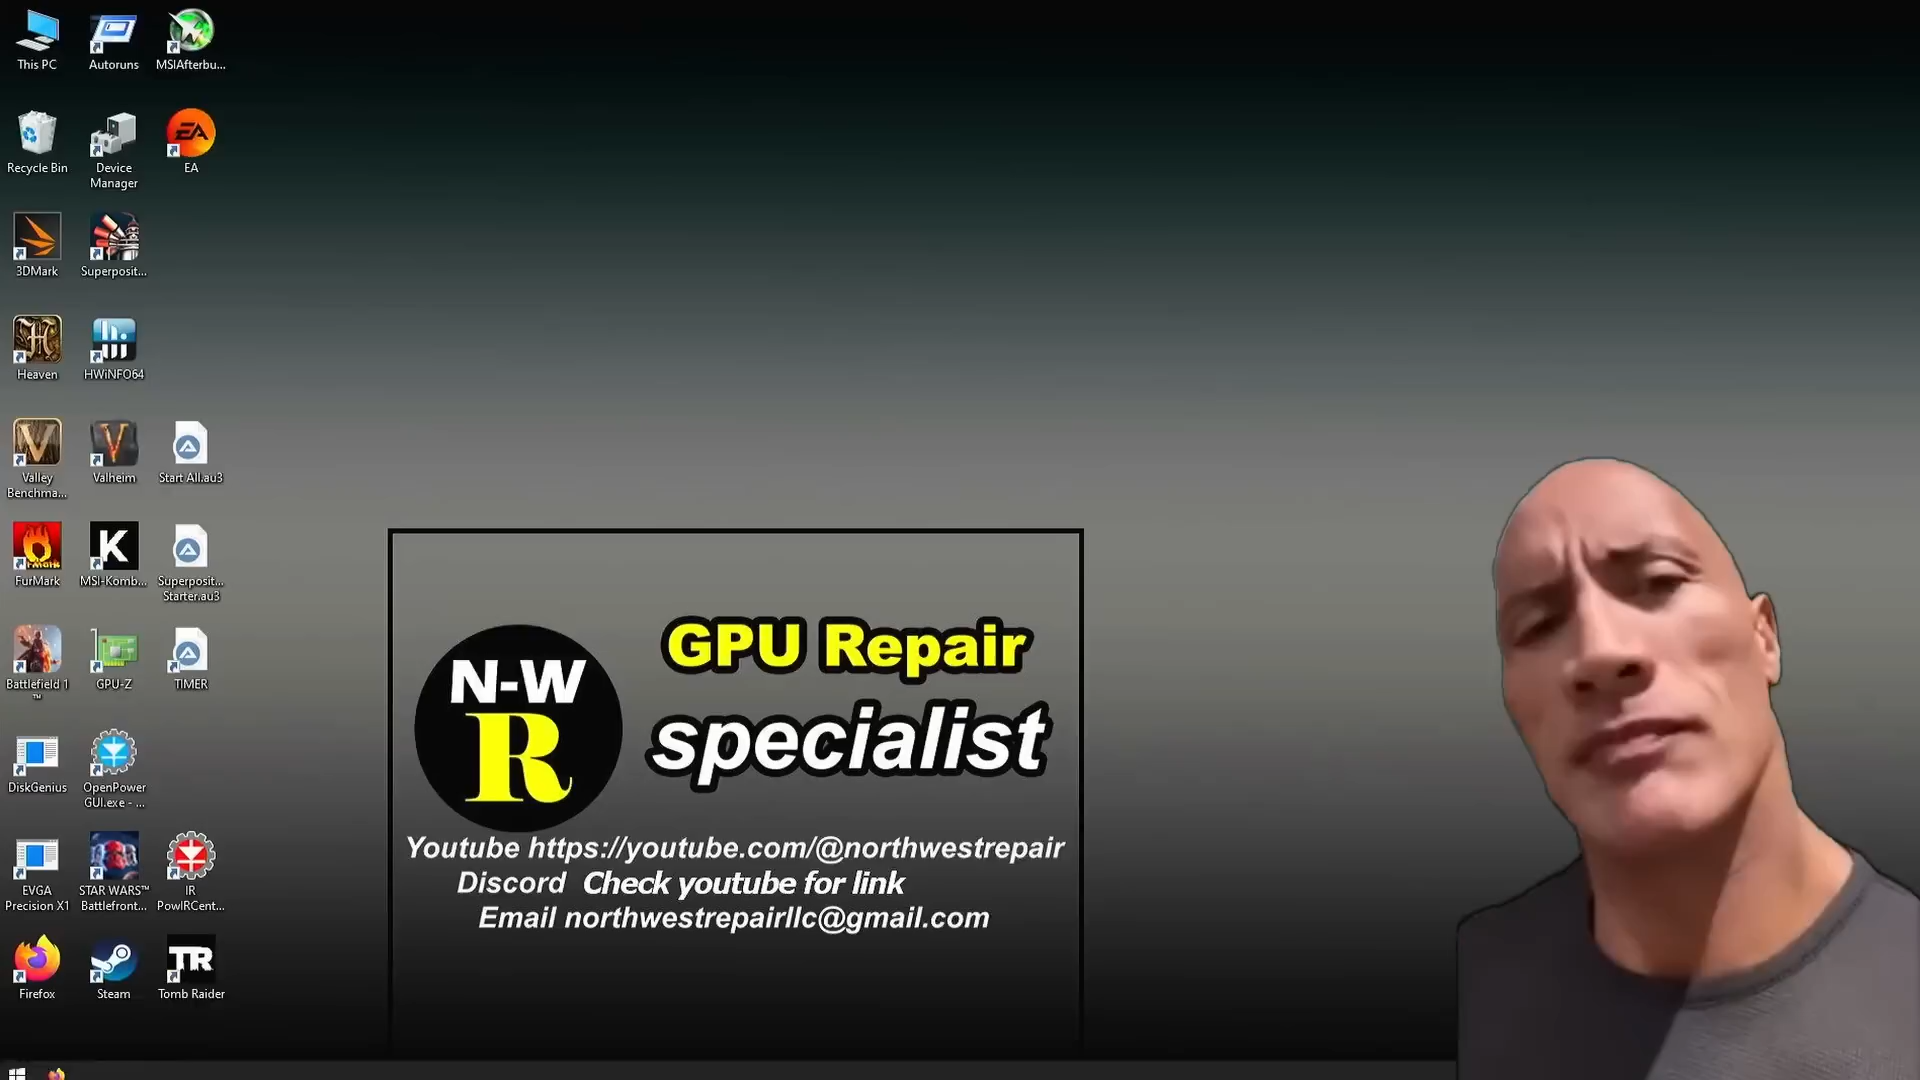 This PC
Autoruns
MSIAfterbu...
Recycle Bin
Device
Manager
EA
EA
3DMark
Superposit...
Heaven
HWiNFO64
Valley
Benchma...
Valheim
Start All.au3
FurMark
K
MSI-Komb...
Superposit...
Starter.au3
Battlefield 1
™
GPU-Z
TIMER
DiskGenius
OpenPower
GUI.exe - ...
EVGA
Precision X1
STAR WARS™
Battlefront...
IR
PowIRCent...
Firefox
Steam
TR
Tomb Raider
N-W
R
GPU Repair
specialist
Youtube https://youtube.com/@northwestrepair
Discord Check youtube for link
Email northwestrepairllc@gmail.com